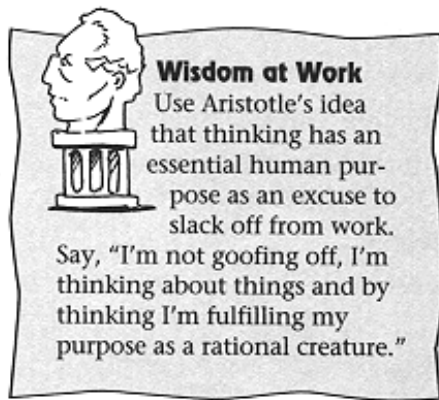 Wisdom at Work
Use Aristotle's idea
that thinking has an
essential human pur-
pose as an excuse to
slack off from work.
Say, "I'm not goofing off, I'm
thinking about things and by
thinking I'm fulfilling my
purpose as a rational creature."